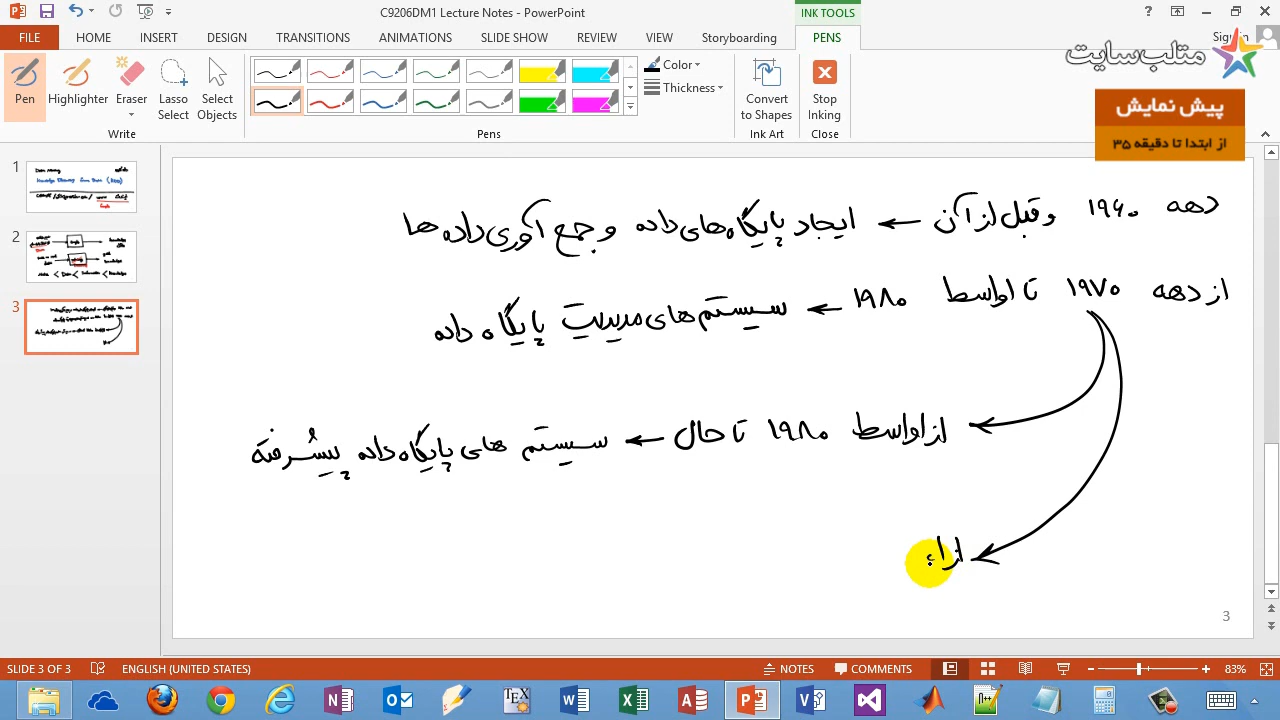 C9206DM1 Lecture Notes - PowerPoint
INK TOOLS
FILE HOME INSERT DESIGN TRANSITIONS ANIMATIONS SLIDE SHOW REVIEW VIEW Storyboarding PENS
متلب‌سایت
پیش نمایش
از ابتدا تا دقیقه ۳۵
Pen Highlighter Eraser Lasso Select Select Objects
Color
Thickness
Convert to Shapes
Stop Inking
Write Pens Ink Art Close
1
2
3
دهه ۱۹۶۰ و قبل از آن ← ایجاد پایگاه های داده و جمع آوری داده ها
از دهه ۱۹۷۰ تا اواسط ۱۹۸۰ ← سیستم های مدیریت پایگاه داده
از اواسط ۱۹۸۰ تا حال ← سیستم های پایگاه داده پیشرفته
از ا
3
SLIDE 3 OF 3 ENGLISH (UNITED STATES) NOTES COMMENTS 83%